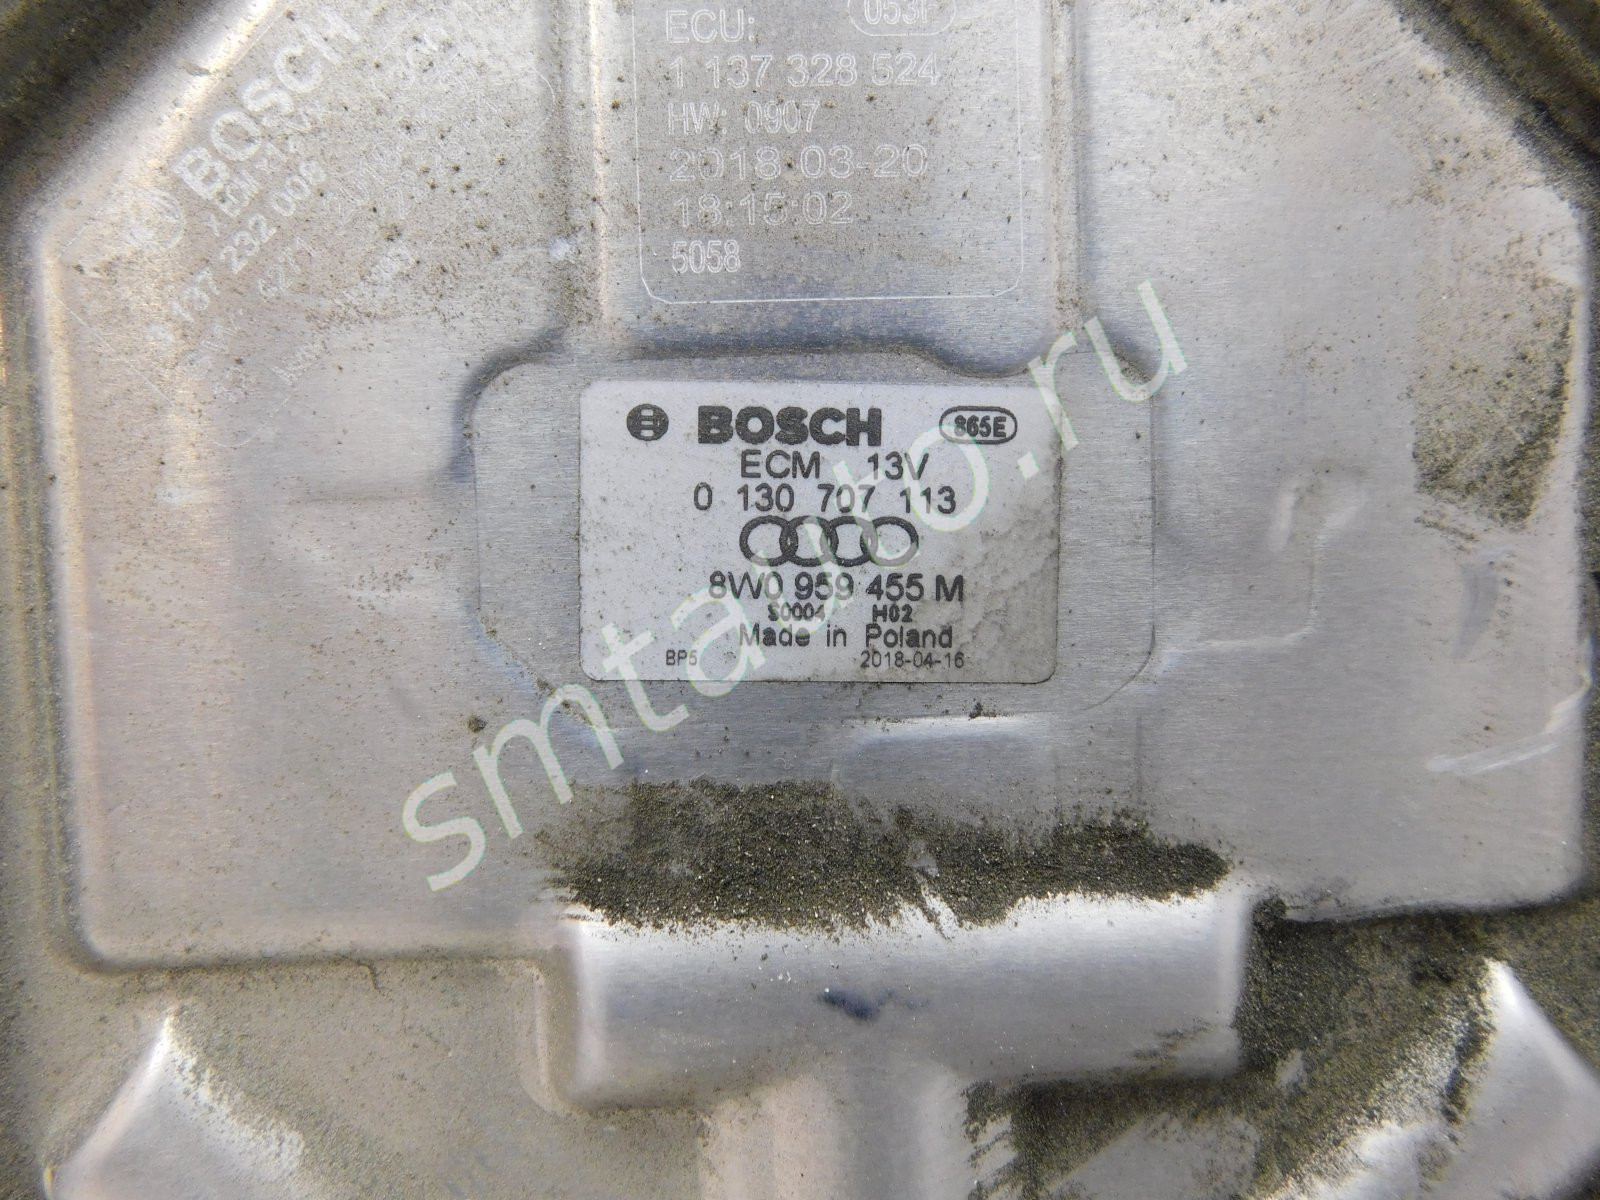 053F
ECU:
1 137 328 524
HW: 0907
2018-03-20
18:15:02
5058
BOSCH
232 008
BOSCH 865E
ECM 13V
0 130 707 113
8W0 959 455 M
S0004 H02
Made in Poland
BP5 2018-04-16
smtauto.ru